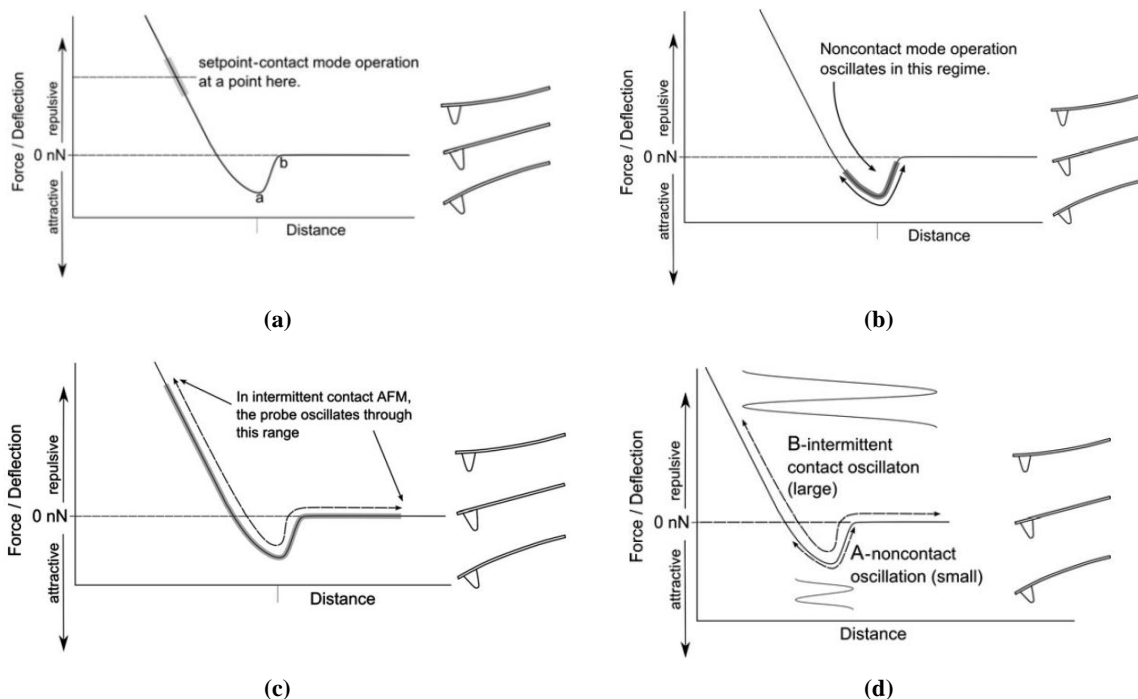 Force / Deflection
repulsive
attractive
0 nN
setpoint-contact mode operation
at a point here.
a
b
Distance
(a)
Force / Deflection
repulsive
attractive
0 nN
Noncontact mode operation
oscillates in this regime.
Distance
(b)
Force / Deflection
repulsive
attractive
0 nN
In intermittent contact AFM,
the probe oscillates through
this range
Distance
(c)
Force / Deflection
repulsive
attractive
0 nN
B-intermittent
contact oscillaton
(large)
A-noncontact
oscillation (small)
Distance
(d)